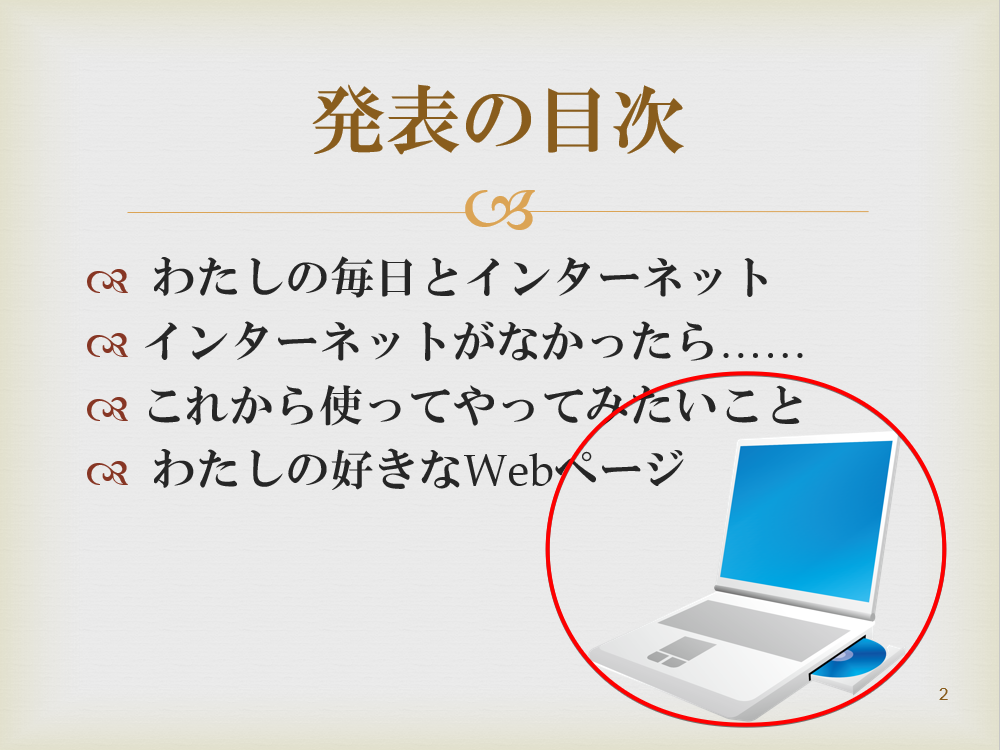 発表の目次
わたしの毎日とインターネット
インターネットがなかったら……
これから使ってやってみたいこと
わたしの好きなWebページ
2